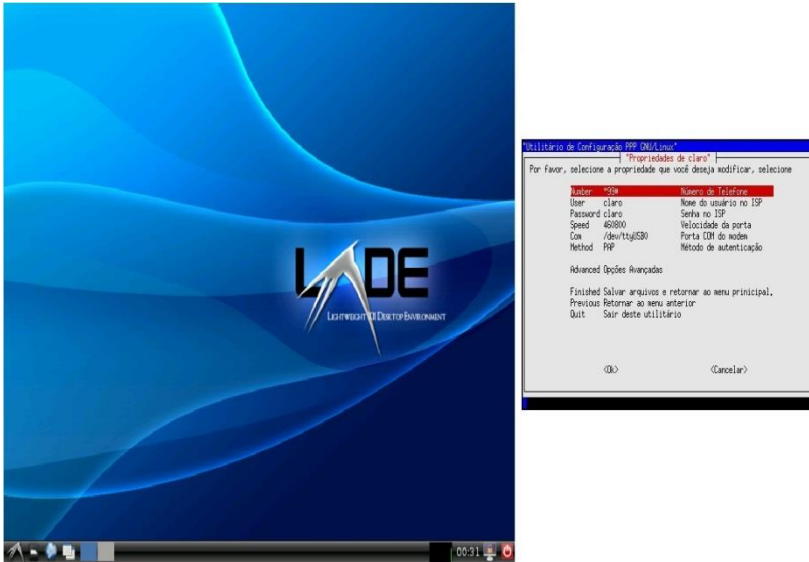 LXDE
LIGHTWEIGHT X11 DESKTOP ENVIRONMENT
00:31
"Utilitário de Configuração PPP GNU/Linux"
"Propriedades de claro"
Por favor, selecione a propriedade que você deseja modificar, selecione
Number *99# Número de Telefone
User claro Nome do usuário no ISP
Password claro Senha no ISP
Speed 460800 Velocidade da porta
Com /dev/ttyUSB0 Porta COM do modem
Method PAP Método de autenticação
Advanced Opções Avançadas
Finished Salvar arquivos e retornar ao menu prinicipal.
Previous Retornar ao menu anterior
Quit Sair deste utilitário
<Ok> <Cancelar>